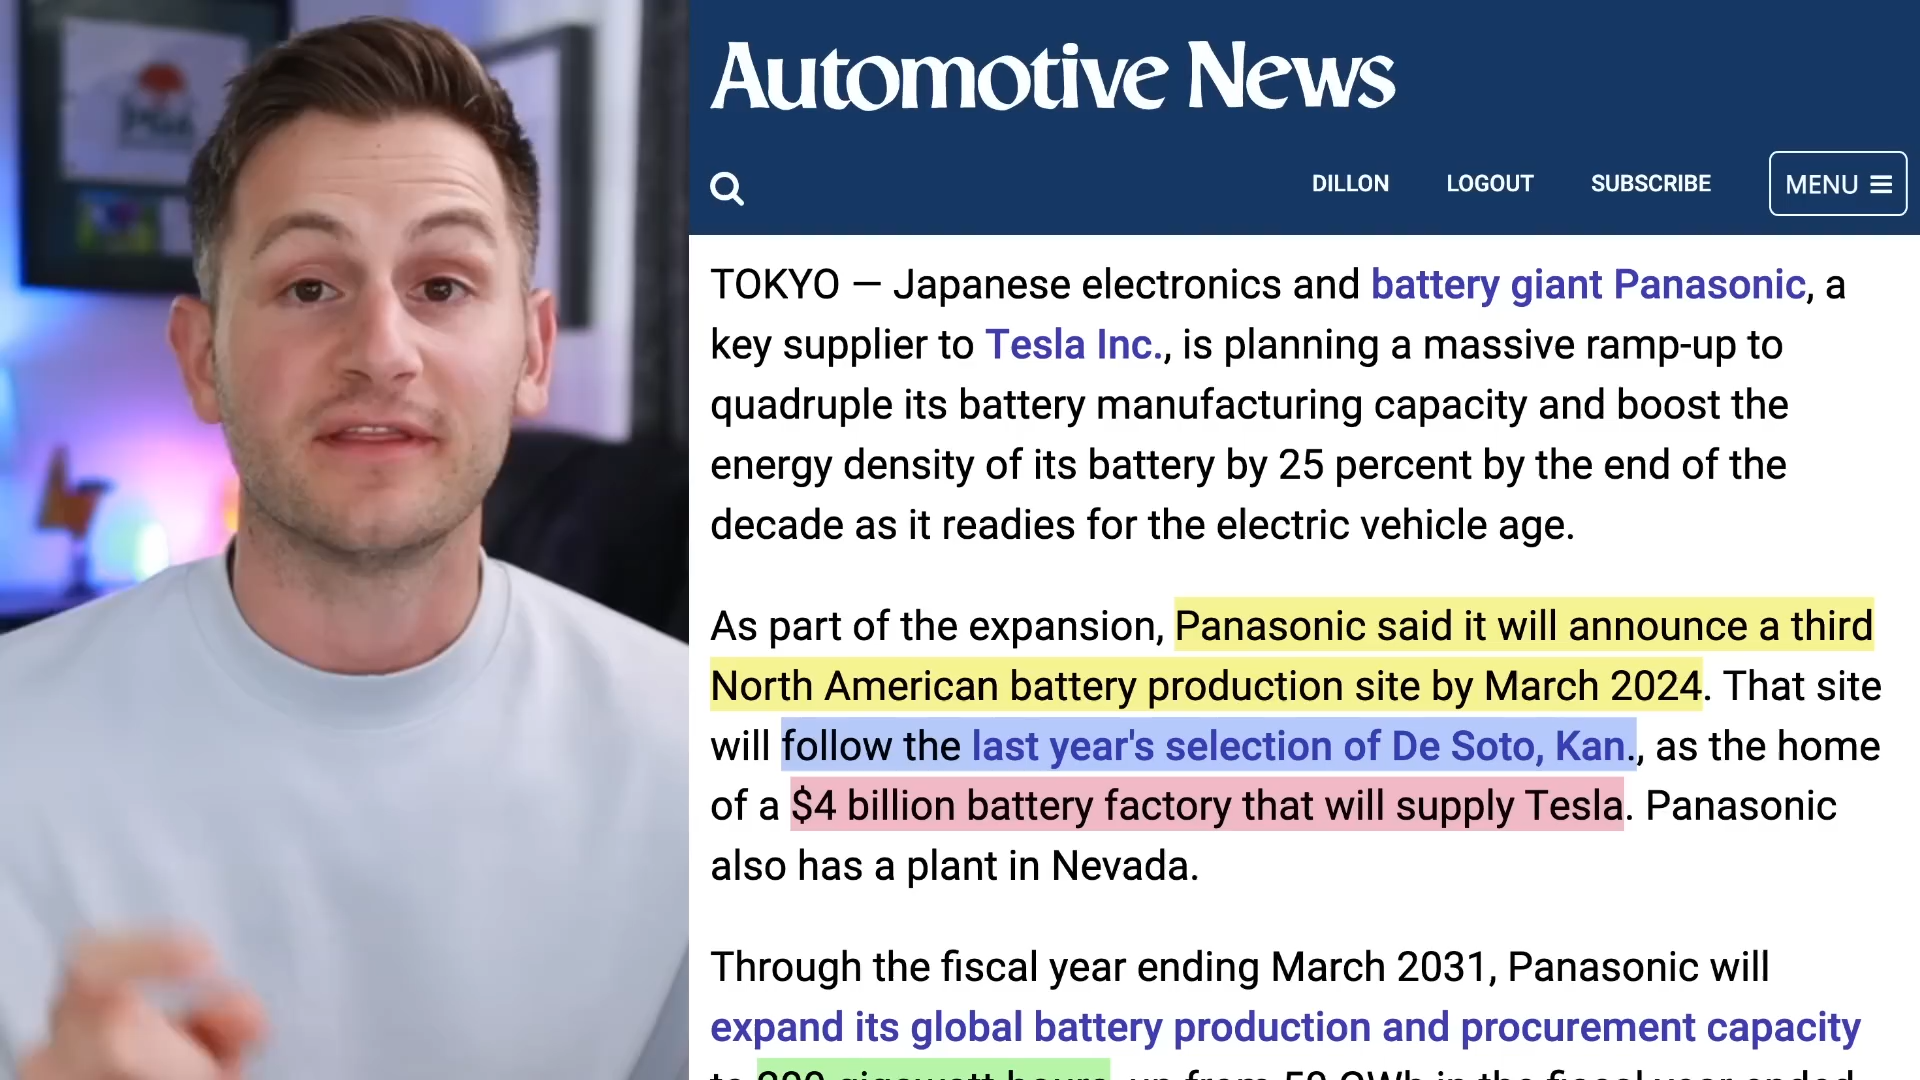 Automotive News
DILLON LOGOUT SUBSCRIBE MENU
TOKYO — Japanese electronics and battery giant Panasonic, a
key supplier to Tesla Inc., is planning a massive ramp-up to
quadruple its battery manufacturing capacity and boost the
energy density of its battery by 25 percent by the end of the
decade as it readies for the electric vehicle age.
As part of the expansion, Panasonic said it will announce a third
North American battery production site by March 2024. That site
will follow the last year's selection of De Soto, Kan., as the home
of a $4 billion battery factory that will supply Tesla. Panasonic
also has a plant in Nevada.
Through the fiscal year ending March 2031, Panasonic will
expand its global battery production and procurement capacity